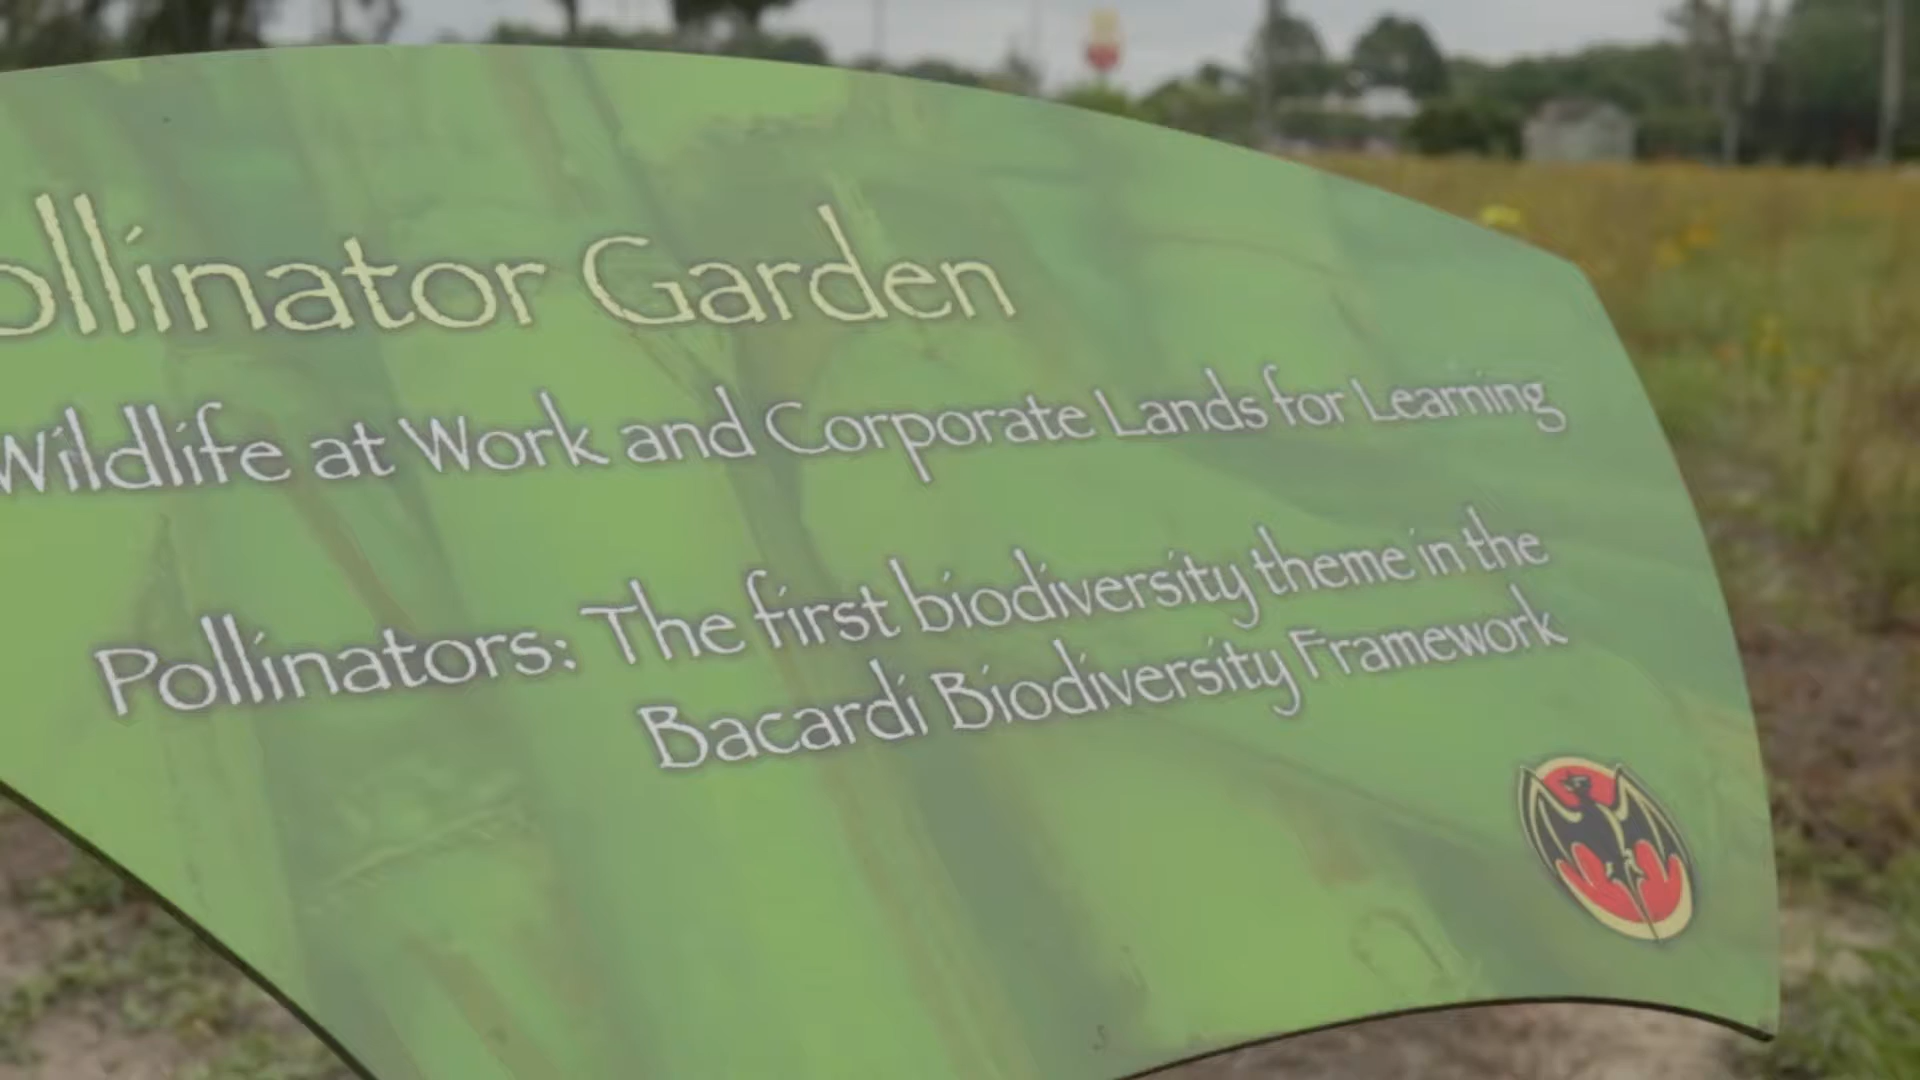 ollinator Garden
Wildlife at Work and Corporate Lands for Learning
Pollinators: The first biodiversity theme in the
Bacardi Biodiversity Framework